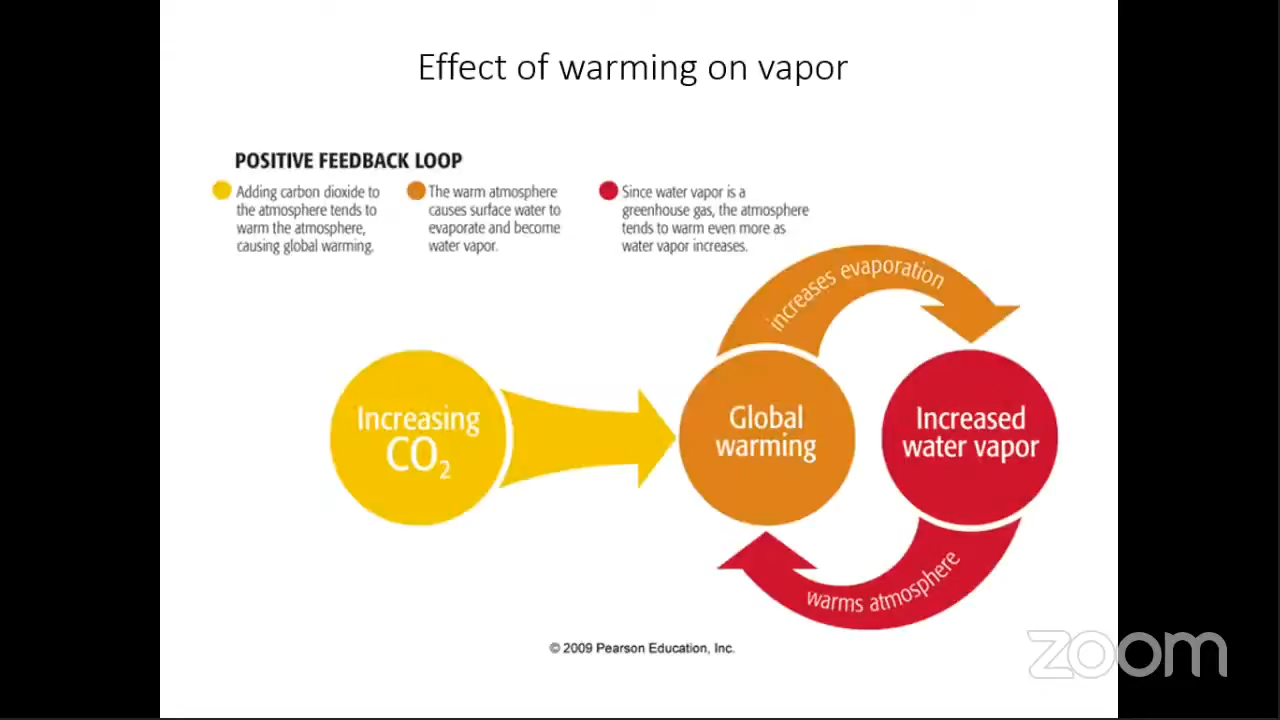 Effect of warming on vapor
POSITIVE FEEDBACK LOOP
Adding carbon dioxide to
the atmosphere tends to
warm the atmosphere,
causing global warming.
The warm atmosphere
causes surface water to
evaporate and become
water vapor.
Since water vapor is a
greenhouse gas, the atmosphere
tends to warm even more as
water vapor increases.
increases evaporation
Increasing
CO₂
Global
warming
Increased
water vapor
warms atmosphere
© 2009 Pearson Education, Inc.
zoom